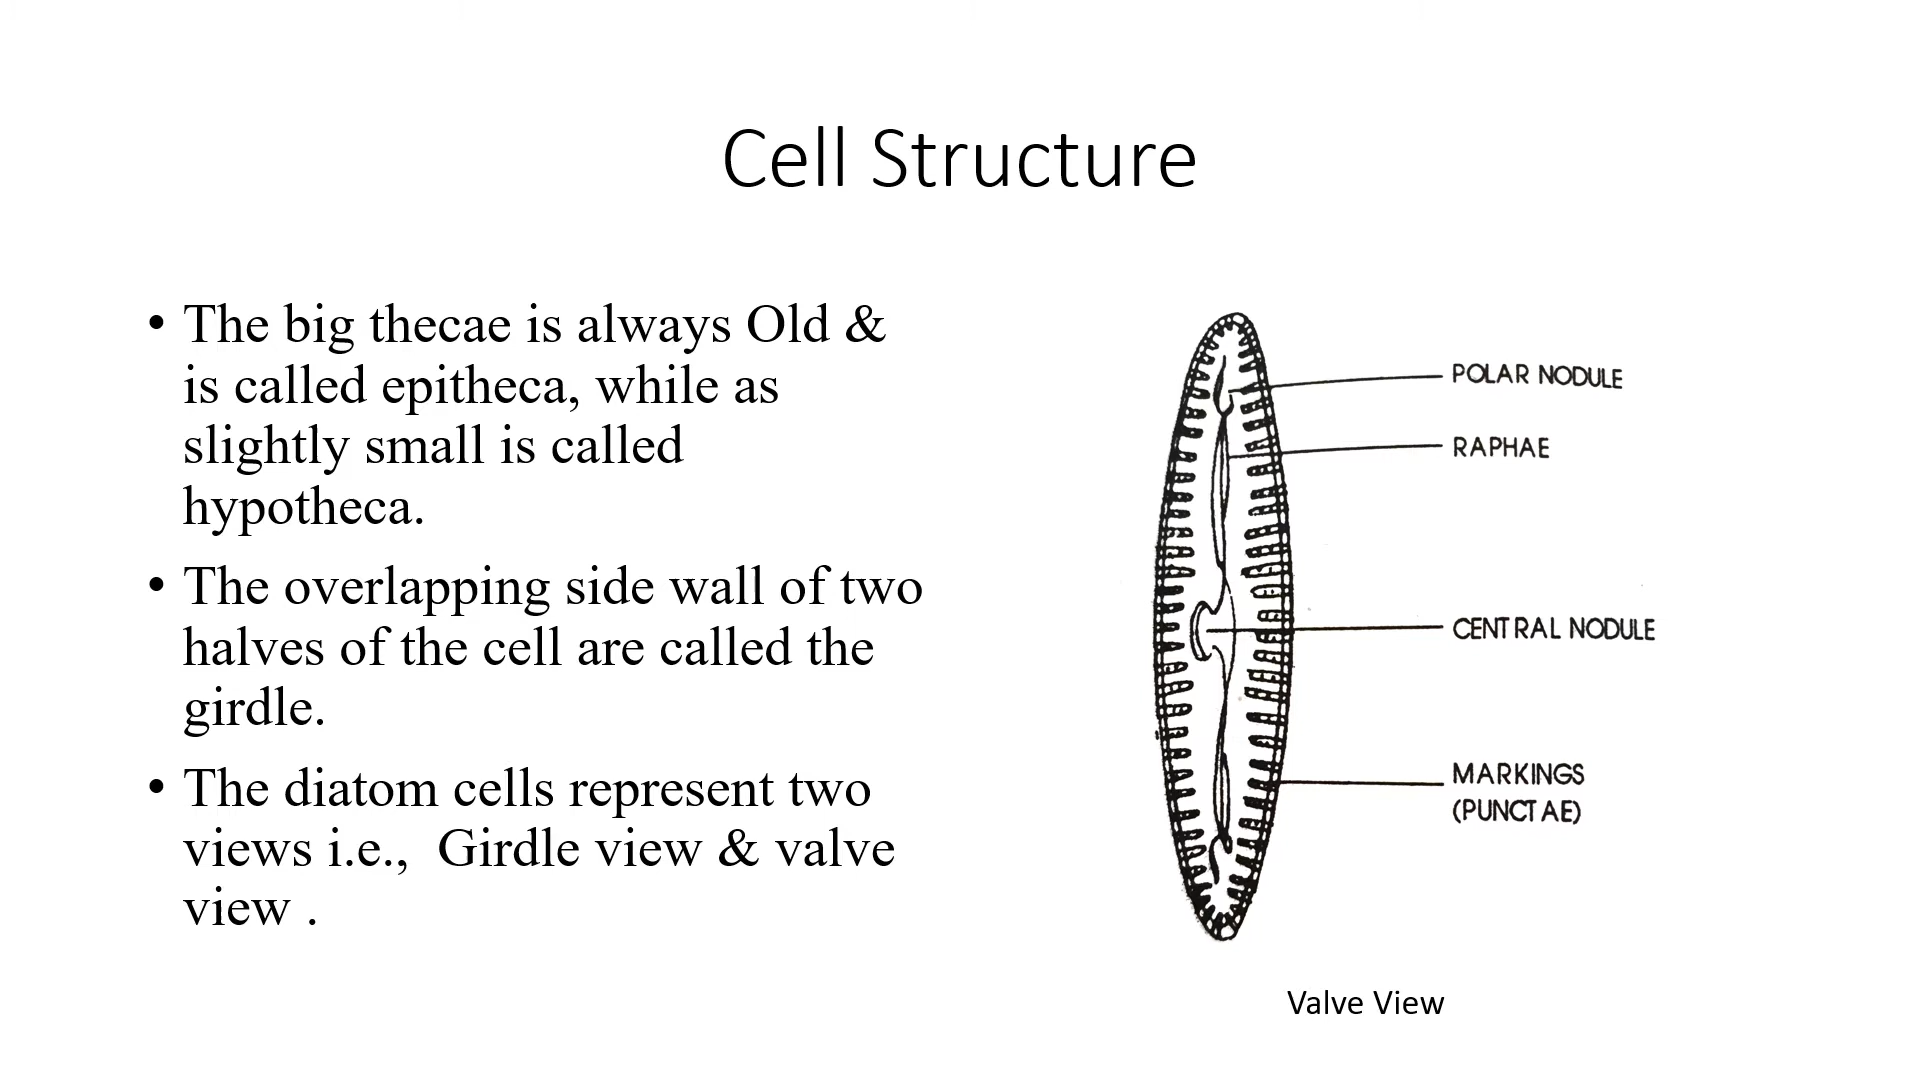 Cell Structure
• The big thecae is always Old &
is called epitheca, while as
slightly small is called
hypotheca.
• The overlapping side wall of two
halves of the cell are called the
girdle.
• The diatom cells represent two
views i.e.,  Girdle view & valve
view .
POLAR NODULE
RAPHAE
CENTRAL NODULE
MARKINGS
(PUNCTAE)
Valve View